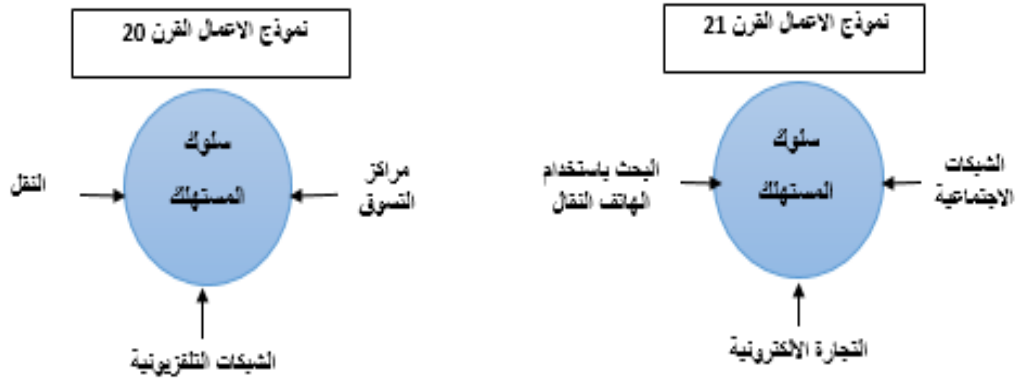 نموذج الاعمال القرن 21
سلوك
المستهلك
الشبكات
الاجتماعية
البحث باستخدام
الهاتف النقال
التجارة الالكترونية
نموذج الاعمال القرن 20
سلوك
المستهلك
مراكز
التسوق
النقل
الشبكات التلفزيونية